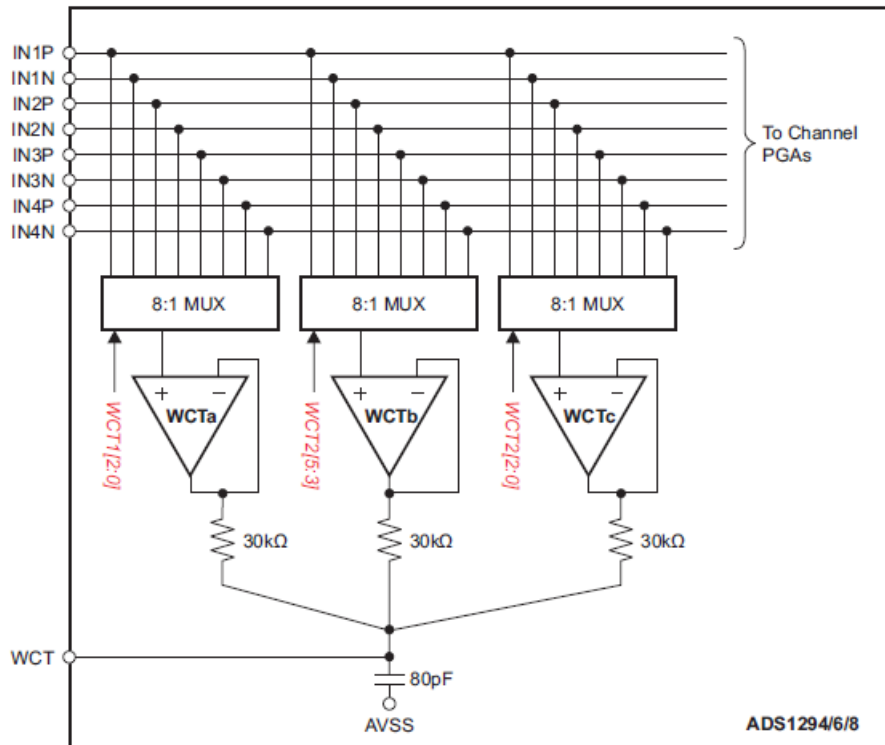 IN1P
IN1N
IN2P
IN2N
IN3P
IN3N
IN4P
IN4N
To Channel
PGAs
8:1 MUX
8:1 MUX
8:1 MUX
WCT1[2:0]
+ −
WCTa
WCT2[5:3]
+ −
WCTb
WCT2[2:0]
+ −
WCTc
30kΩ
30kΩ
30kΩ
WCT
80pF
AVSS
ADS1294/6/8